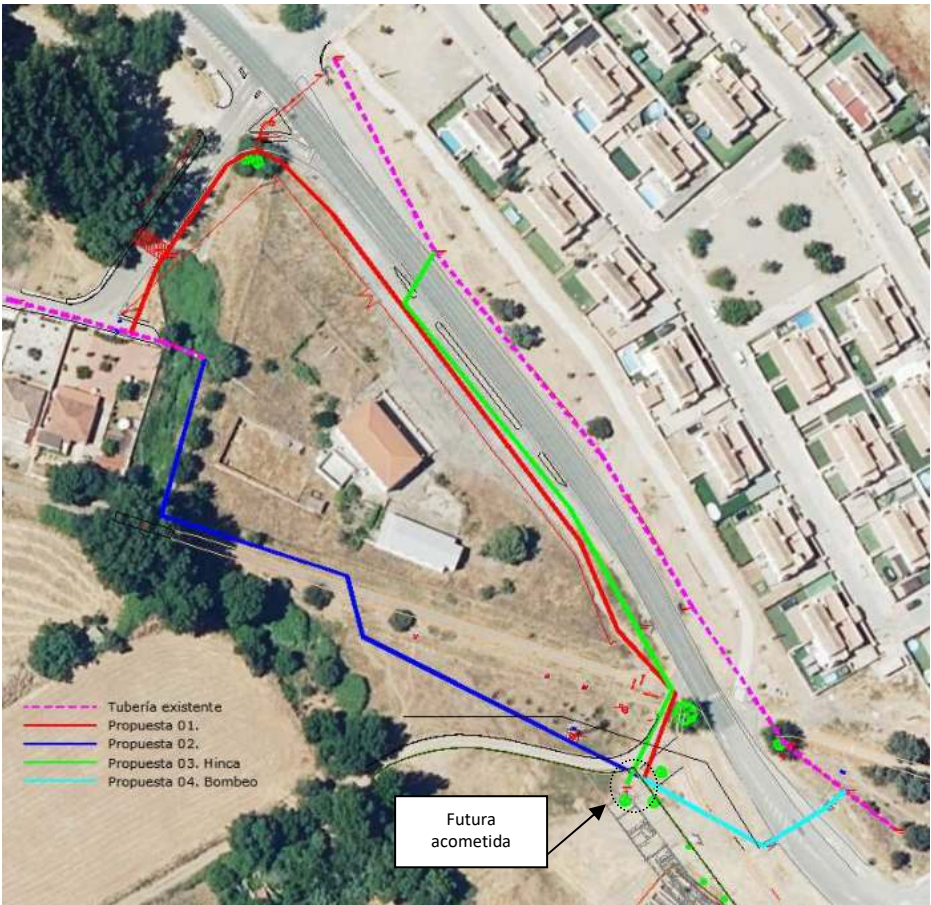 Tubería existente
Propuesta 01.
Propuesta 02.
Propuesta 03. Hinca
Propuesta 04. Bombeo
Futura
acometida